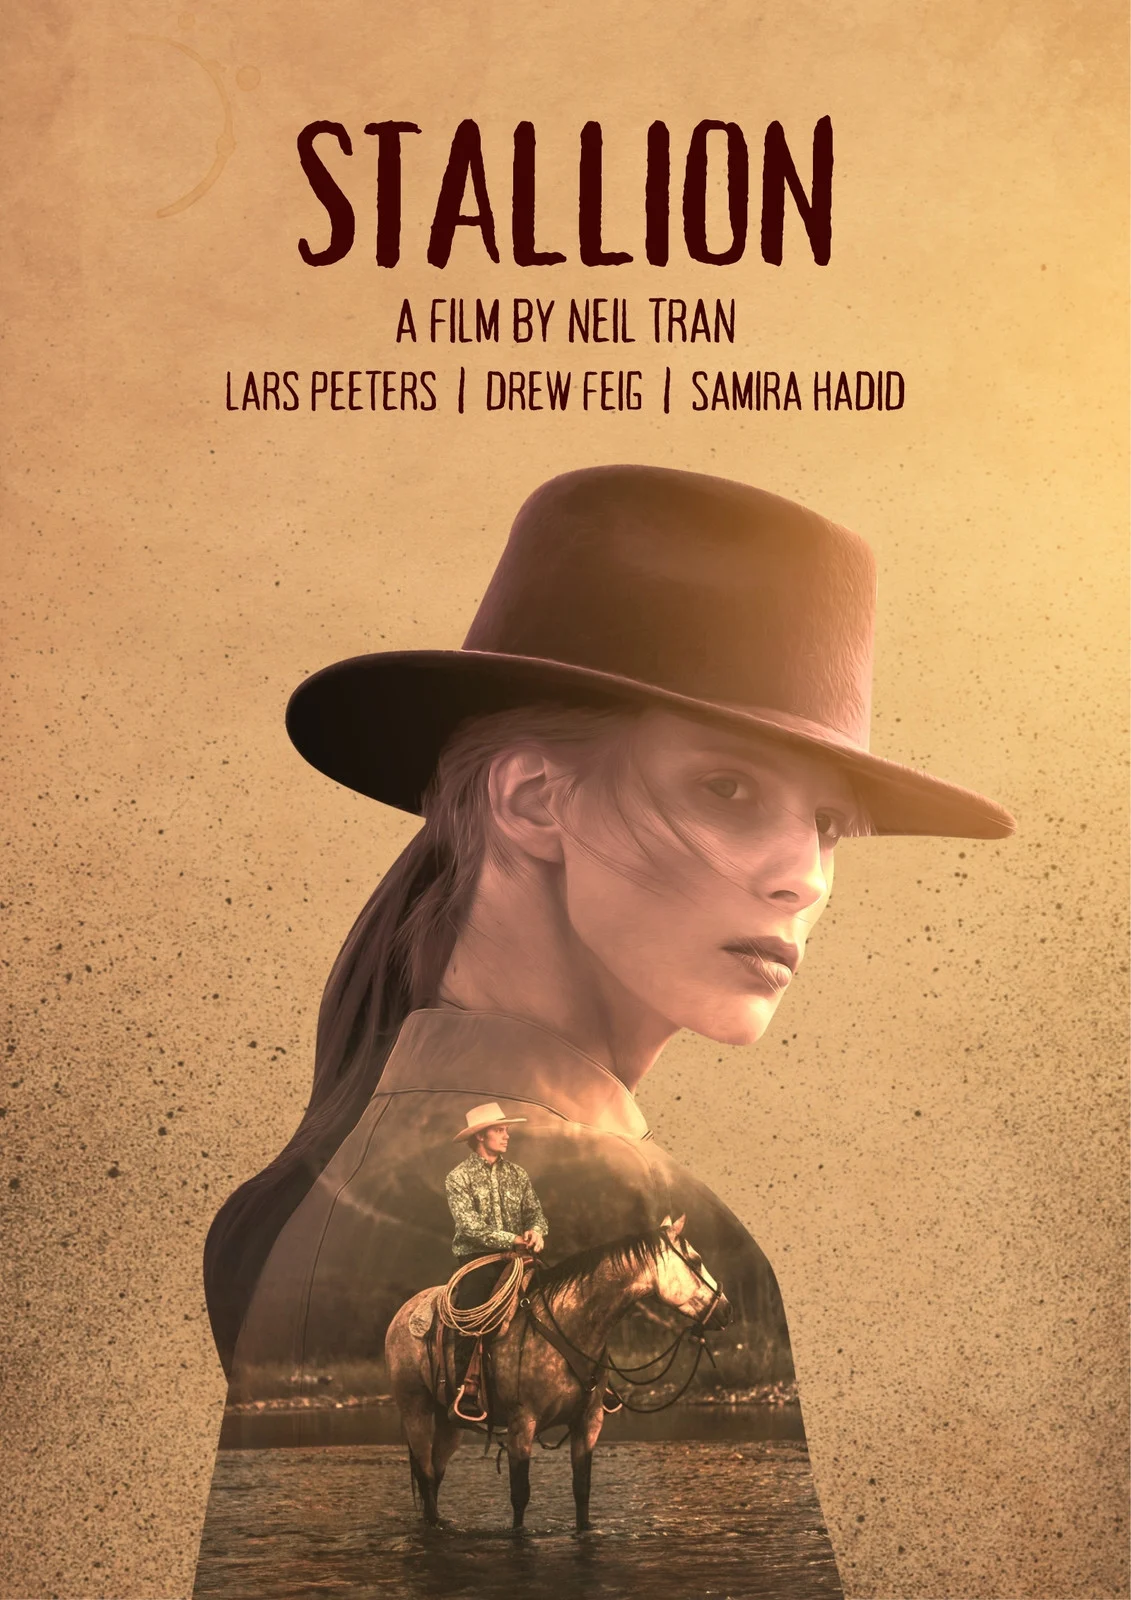 STALLION
A FILM BY NEIL TRAN
LARS PEETERS | DREW FEIG | SAMIRA HADID